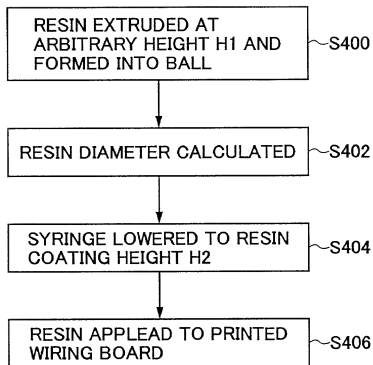 RESIN EXTRUDED AT
ARBITRARY HEIGHT H1 AND
FORMED INTO BALL
S400
RESIN DIAMETER CALCULATED
S402
SYRINGE LOWERED TO RESIN
COATING HEIGHT H2
S404
RESIN APPLEAD TO PRINTED
WIRING BOARD
S406